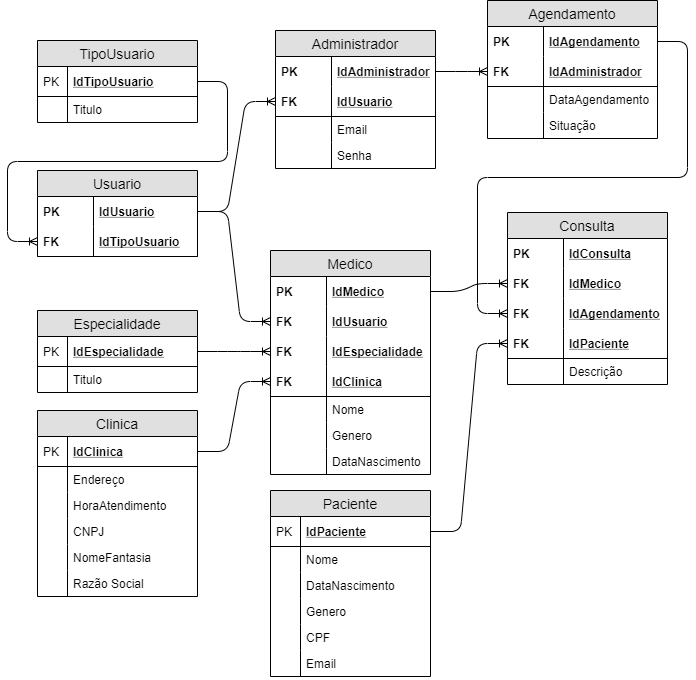 TipoUsuario
PK IdTipoUsuario
Titulo
Usuario
PK IdUsuario
FK IdTipoUsuario
Especialidade
PK IdEspecialidade
Titulo
Clinica
PK IdClinica
Endereço
HoraAtendimento
CNPJ
NomeFantasia
Razão Social
Administrador
PK IdAdministrador
FK IdUsuario
Email
Senha
Medico
PK IdMedico
FK IdUsuario
FK IdEspecialidade
FK IdClinica
Nome
Genero
DataNascimento
Paciente
PK IdPaciente
Nome
DataNascimento
Genero
CPF
Email
Agendamento
PK IdAgendamento
FK IdAdministrador
DataAgendamento
Situação
Consulta
PK IdConsulta
FK IdMedico
FK IdAgendamento
FK IdPaciente
Descrição